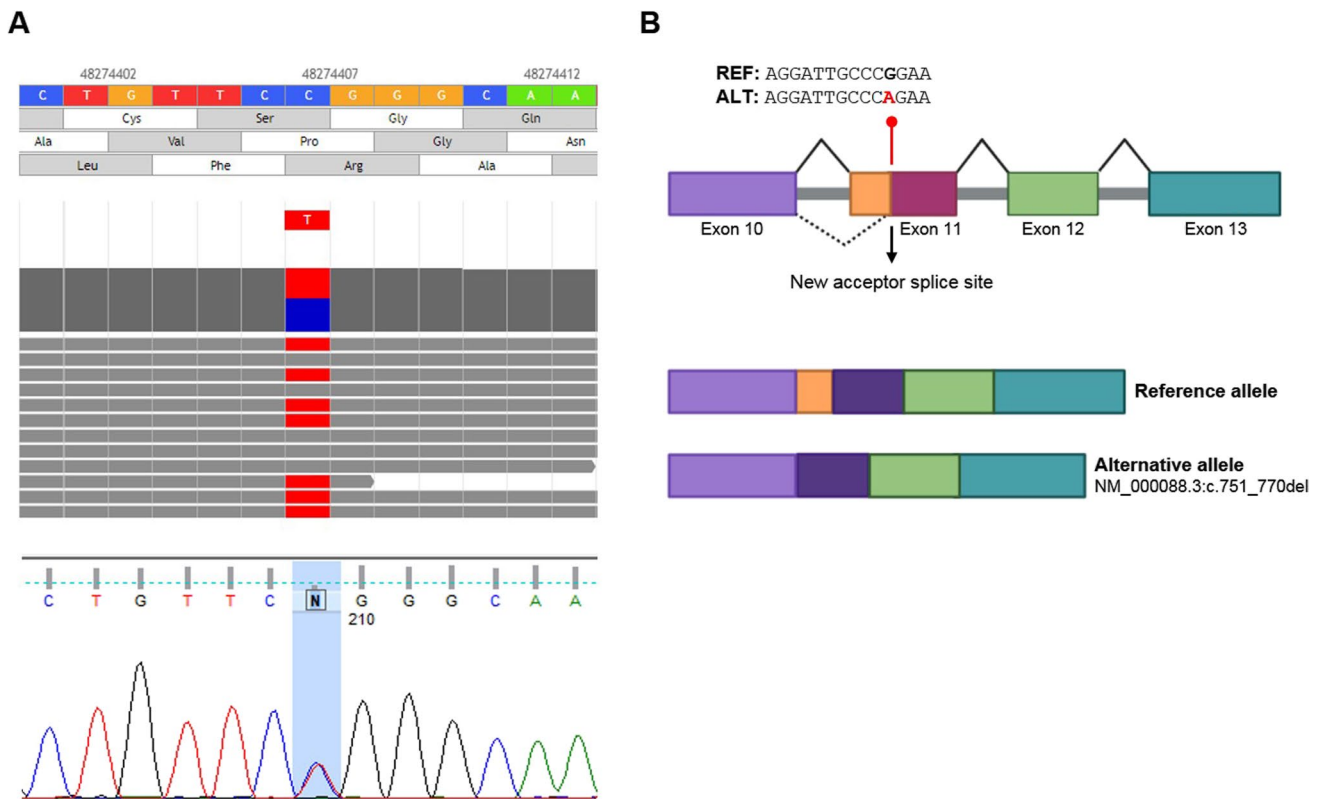 A
48274402 48274407 48274412
C T G T T C C G G G C A A
Cys Ser Gly Gln
Ala Val Pro Gly Asn
Leu Phe Arg Ala
T
C T G T T C N G G G C A A
210
B
REF: AGGATTGCCCGGAA
ALT: AGGATTGCCCAGAA
Exon 10 Exon 11 Exon 12 Exon 13
New acceptor splice site
Reference allele
Alternative allele
NM_000088.3:c.751_770del